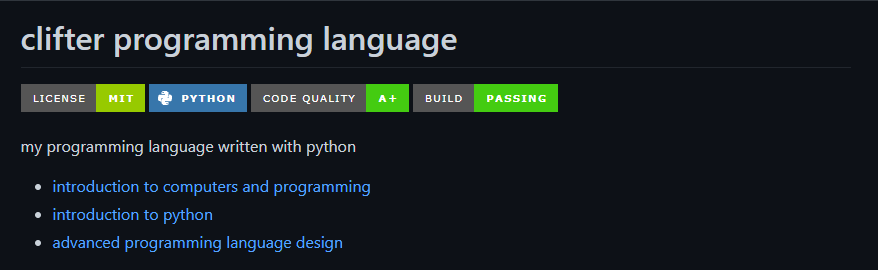 clifter programming language
LICENSE MIT PYTHON CODE QUALITY A+ BUILD PASSING
my programming language written with python
introduction to computers and programming
introduction to python
advanced programming language design